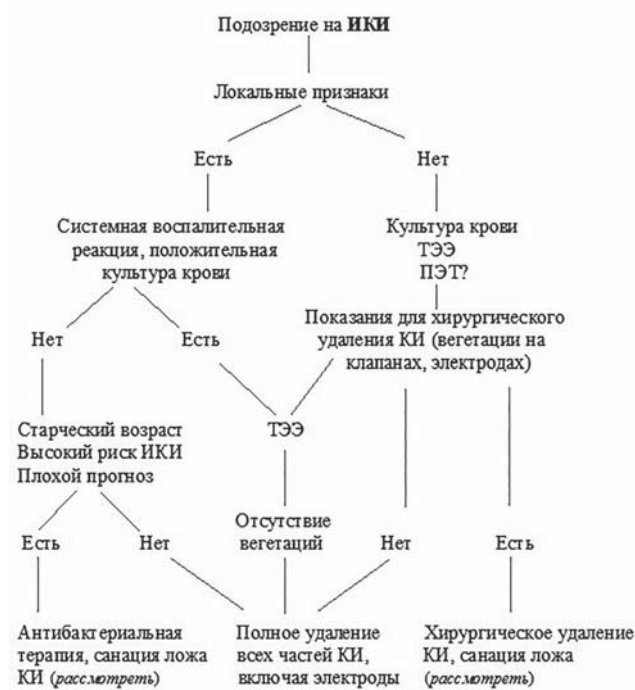 Подозрение на ИКИ
Локальные признаки
Есть
Нет
Системная воспалительная
реакция, положительная
культура крови
Культура крови
ТЭЭ
ПЭТ?
Нет
Есть
Показания для хирургического
удаления КИ (вегетации на
клапанах, электродах)
Старческий возраст
Высокий риск ИКИ
Плохой прогноз
ТЭЭ
Есть
Нет
Отсутствие
вегетаций
Нет
Есть
Антибактериальная
терапия, санация ложа
КИ (рассмотреть)
Полное удаление
всех частей КИ,
включая электроды
Хирургическое удаление
КИ, санация ложа
(рассмотреть)